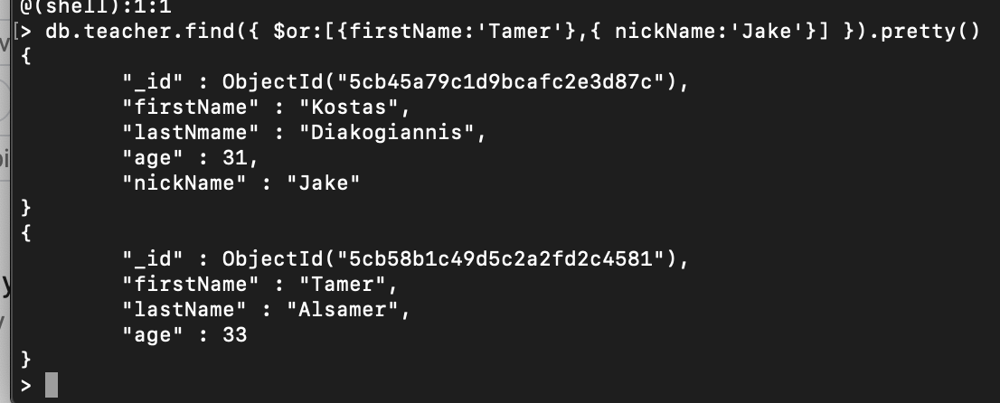 @(shell):1:1
[> db.teacher.find({ $or:[{firstName:'Tamer'},{ nickName:'Jake'}] }).pretty()
{
"_id" : ObjectId("5cb45a79c1d9bcafc2e3d87c"),
"firstName" : "Kostas",
"lastNmame" : "Diakogiannis",
"age" : 31,
"nickName" : "Jake"
}
{
"_id" : ObjectId("5cb58b1c49d5c2a2fd2c4581"),
"firstName" : "Tamer",
"lastName" : "Alsamer",
"age" : 33
}
>